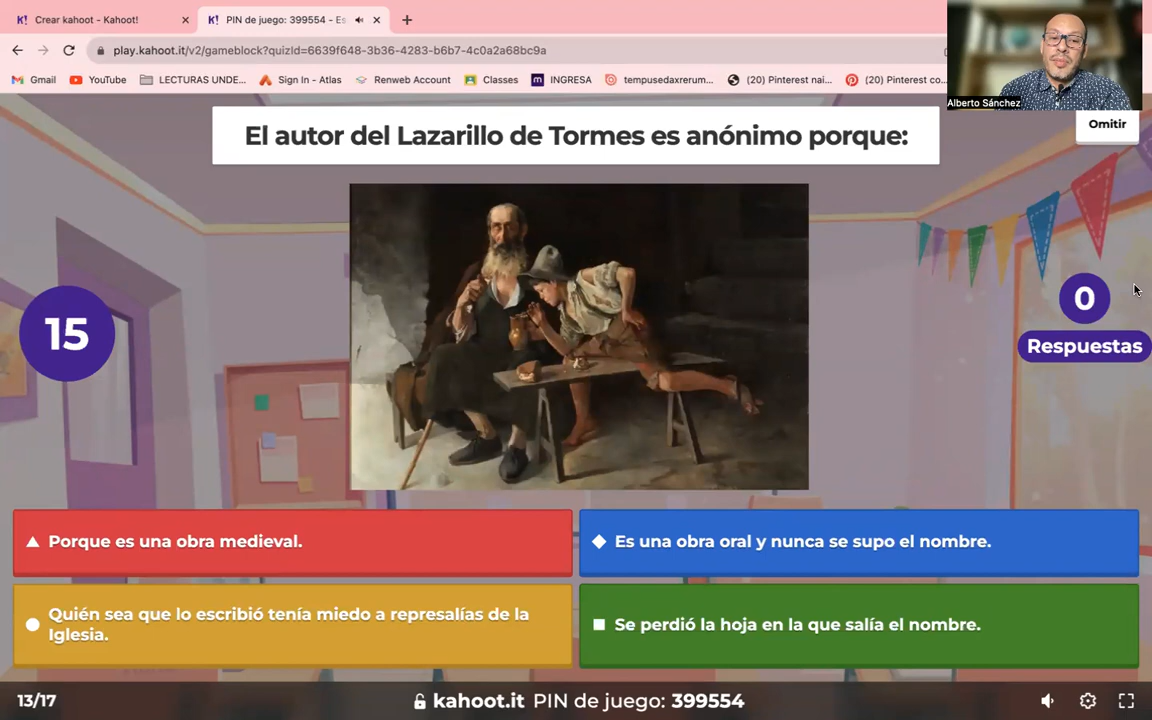 Crear kahoot - Kahoot!
PIN de juego: 399554 - Es
play.kahoot.it/v2/gameblock?quizId=6639f648-3b36-4283-b6b7-4c0a2a68bc9a
Gmail
YouTube
LECTURAS UNDE...
Sign In - Atlas
Renweb Account
Classes
INGRESA
tempusedaxrerum...
(20) Pinterest nai...
(20) Pinterest co...
Alberto Sánchez
Omitir
El autor del Lazarillo de Tormes es anónimo porque:
15
0
Respuestas
Porque es una obra medieval.
Es una obra oral y nunca se supo el nombre.
Quién sea que lo escribió tenía miedo a represalías de la
Iglesia.
Se perdió la hoja en la que salía el nombre.
13/17
kahoot.it PIN de juego: 399554